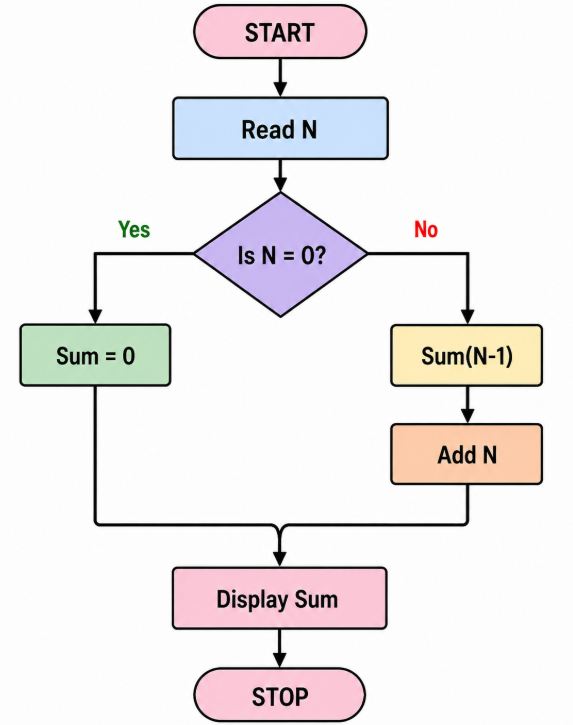 START
Read N
Is N = 0?
Yes
No
Sum = 0
Sum(N-1)
Add N
Display Sum
STOP